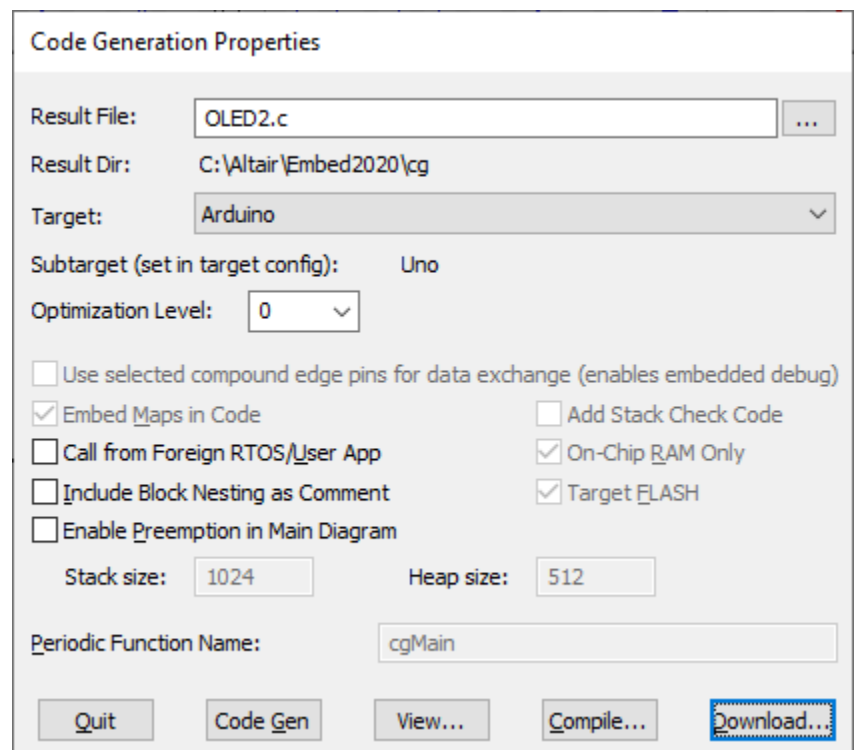 Code Generation Properties
Result File: OLED2.c ...
Result Dir: C:\Altair\Embed2020\cg
Target: Arduino
Subtarget (set in target config): Uno
Optimization Level: 0
Use selected compound edge pins for data exchange (enables embedded debug)
Embed Maps in Code Add Stack Check Code
Call from Foreign RTOS/User App On-Chip RAM Only
Include Block Nesting as Comment Target FLASH
Enable Preemption in Main Diagram
Stack size: 1024 Heap size: 512
Periodic Function Name: cgMain
Quit Code Gen View... Compile... Download...